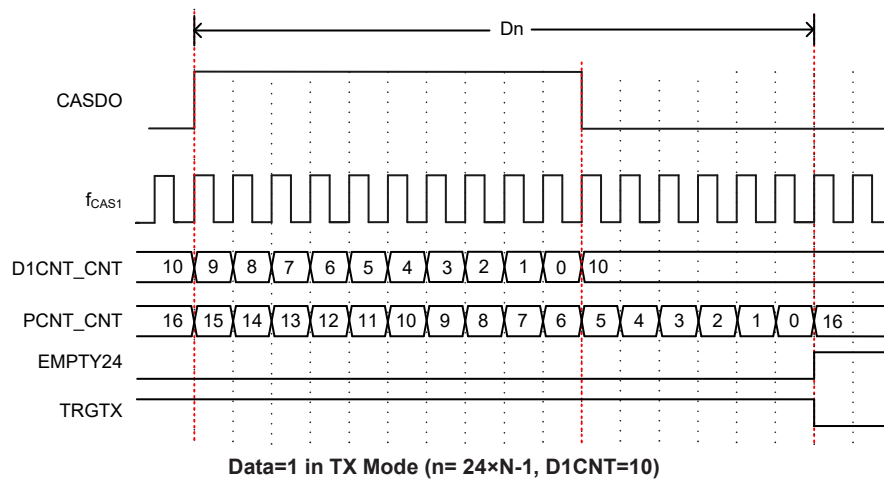 Dn
CASDO
fCAS1
D1CNT_CNT 10 9 8 7 6 5 4 3 2 1 0 10
PCNT_CNT 16 15 14 13 12 11 10 9 8 7 6 5 4 3 2 1 0 16
EMPTY24
TRGTX
Data=1 in TX Mode (n= 24×N-1, D1CNT=10)